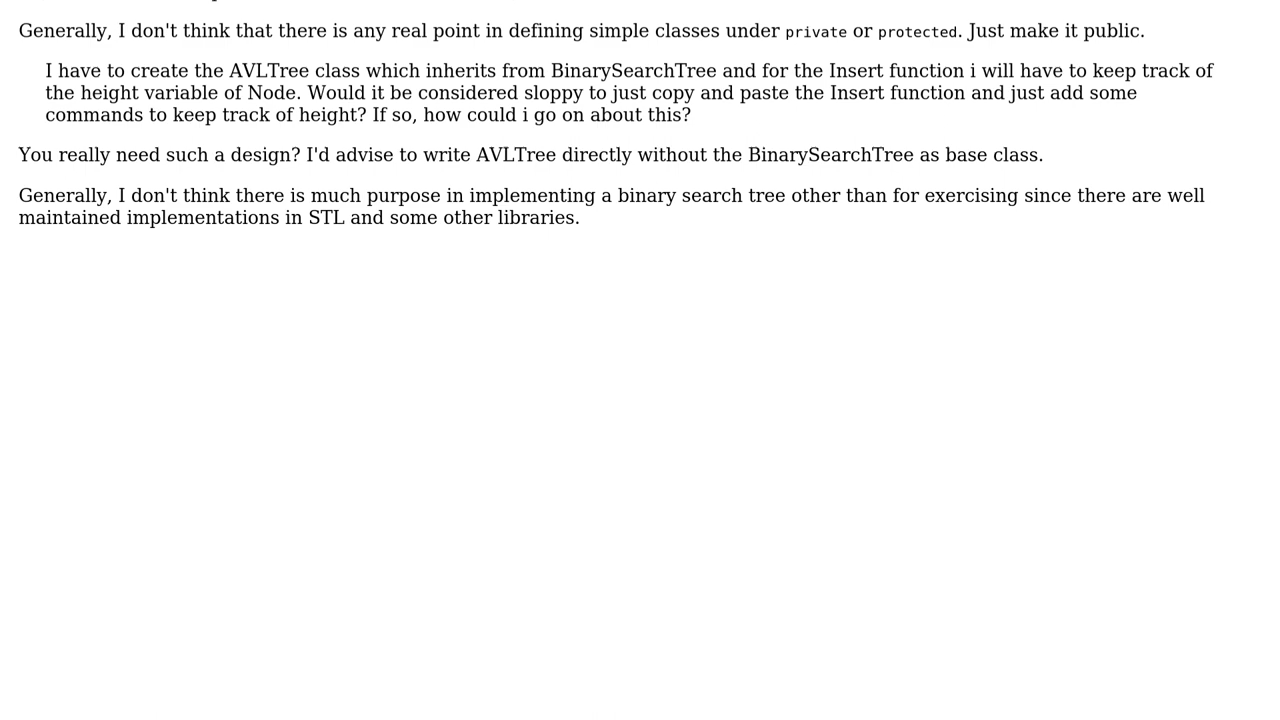 Generally, I don't think that there is any real point in defining simple classes under private or protected. Just make it public.
I have to create the AVLTree class which inherits from BinarySearchTree and for the Insert function i will have to keep track of
the height variable of Node. Would it be considered sloppy to just copy and paste the Insert function and just add some
commands to keep track of height? If so, how could i go on about this?
You really need such a design? I'd advise to write AVLTree directly without the BinarySearchTree as base class.
Generally, I don't think there is much purpose in implementing a binary search tree other than for exercising since there are well
maintained implementations in STL and some other libraries.